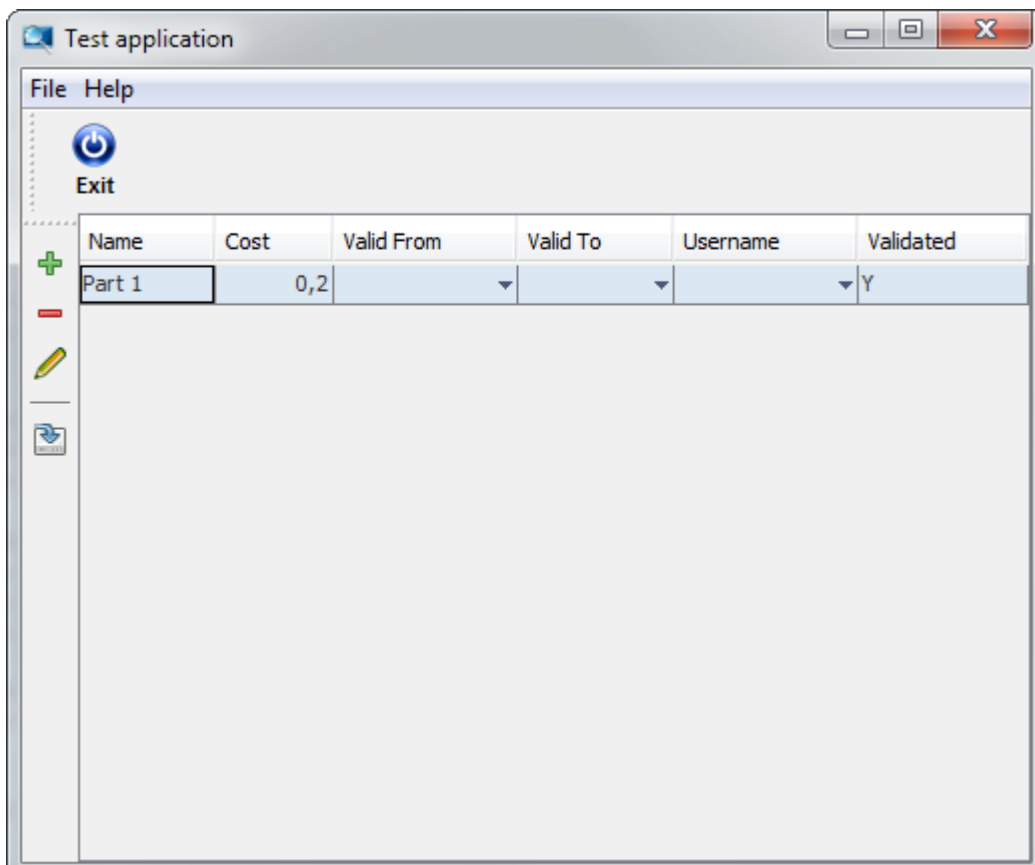 Test application
File Help
Exit
Name Cost Valid From Valid To Username Validated
Part 1 0,2 Y